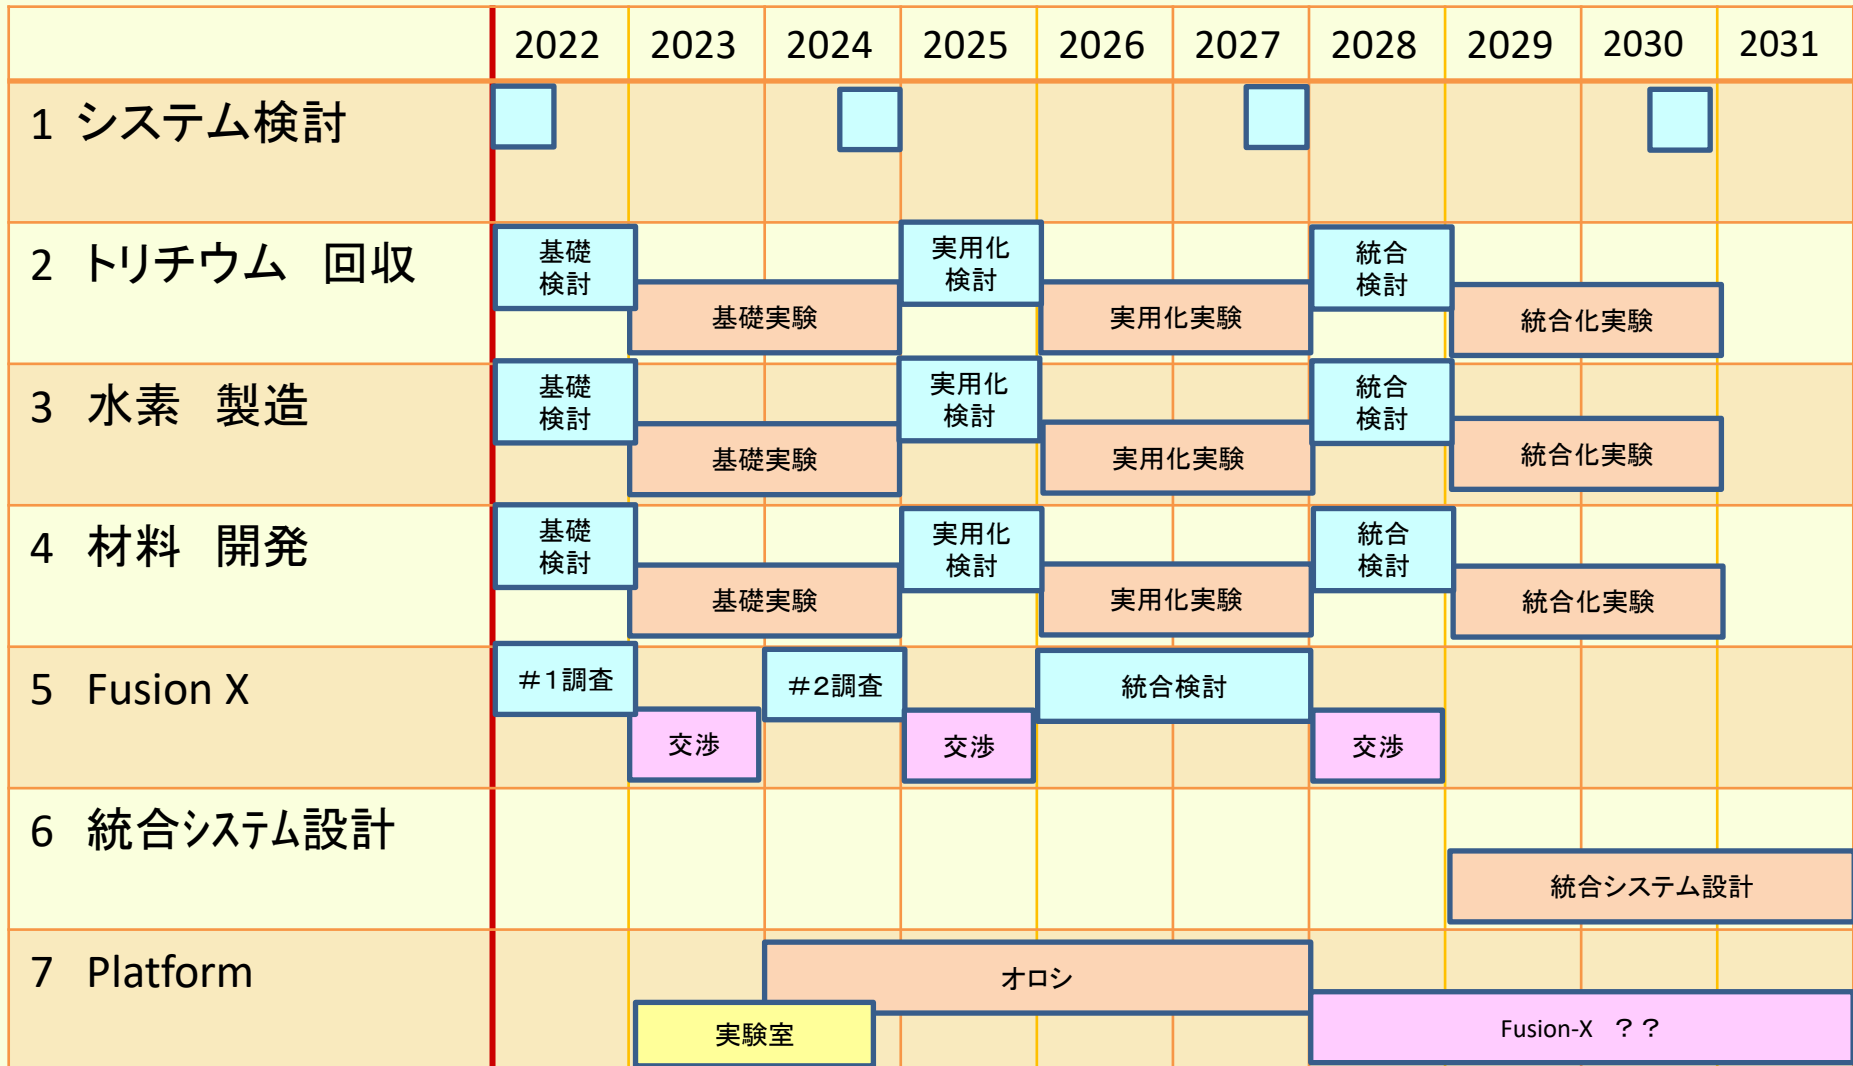 2022 2023 2024 2025 2026 2027 2028 2029 2030 2031
1 システム検討
2 トリチウム 回収
基礎
検討
実用化
検討
統合
検討
基礎実験
実用化実験
統合化実験
3 水素 製造
基礎
検討
実用化
検討
統合
検討
基礎実験
実用化実験
統合化実験
4 材料 開発
基礎
検討
実用化
検討
統合
検討
基礎実験
実用化実験
統合化実験
5 Fusion X
＃１調査
＃２調査
統合検討
交渉
交渉
交渉
6 統合システム設計
統合システム設計
7 Platform
オロシ
実験室
Fusion-X ？？